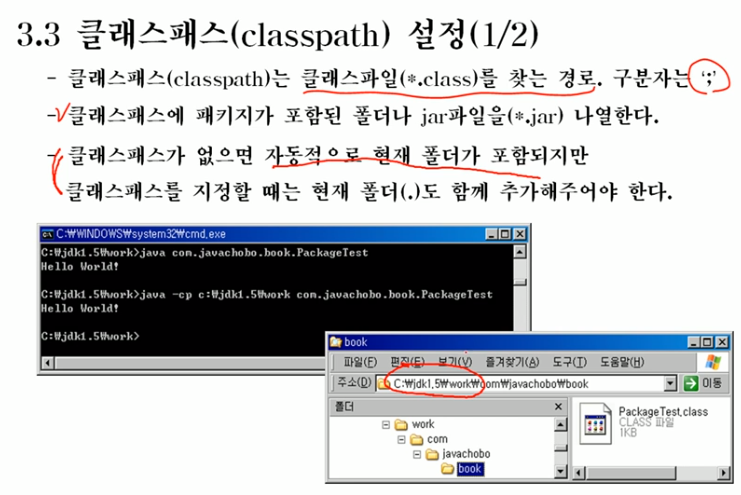 3.3 클래스패스(classpath) 설정(1/2)
- 클래스패스(classpath)는 클래스파일(*.class)를 찾는 경로. 구분자는 ';'
- 클래스패스에 패키지가 포함된 폴더나 jar파일을(*.jar) 나열한다.
- 클래스패스가 없으면 자동적으로 현재 폴더가 포함되지만
클래스패스를 지정할 때는 현재 폴더(.)도 함께 추가해주어야 한다.
C:₩WINDOWS₩system32₩cmd.exe
C:₩jdk1.5₩work>java com.javachobo.book.PackageTest
Hello World!
C:₩jdk1.5₩work>java -cp c:₩jdk1.5₩work com.javachobo.book.PackageTest
Hello World!
C:₩jdk1.5₩work>
book
파일(F) 편집(E) 보기(V) 즐겨찾기(A) 도구(T) 도움말(H)
주소(D) C:₩jdk1.5₩work₩com₩javachobo₩book 이동
폴더
work
com
javachobo
book
PackageTest.class
CLASS 파일
1KB